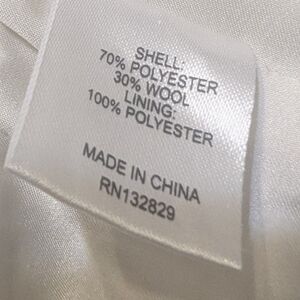 SHELL:
70% POLYESTER
30% WOOL
LINING:
100% POLYESTER
MADE IN CHINA
RN132829